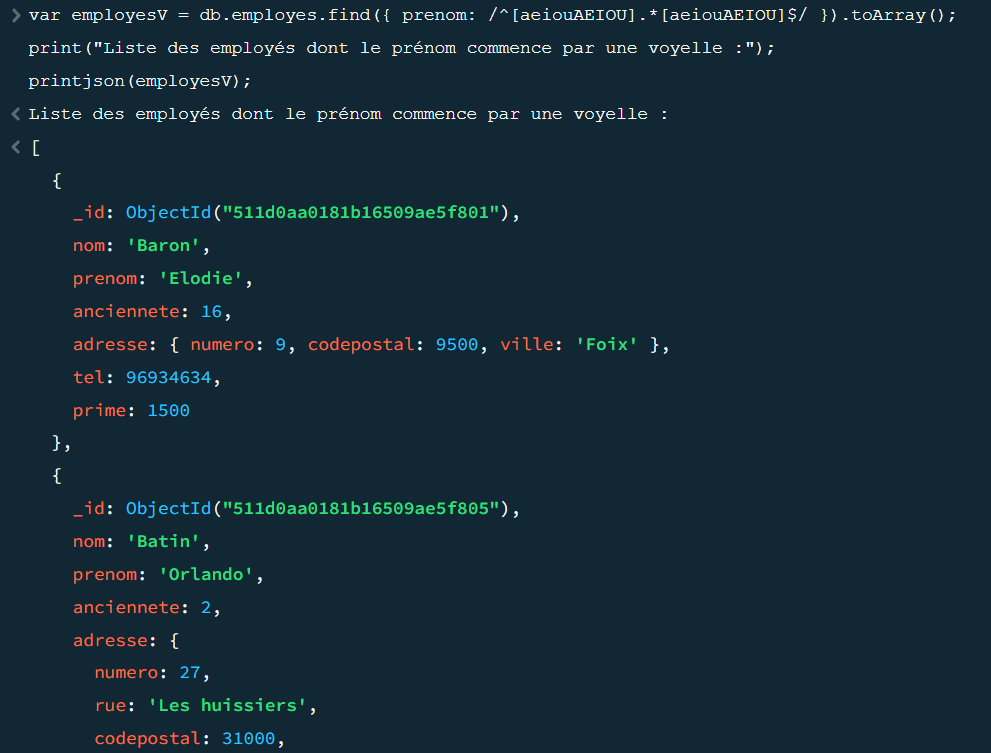 > var employesV = db.employes.find({ prenom: /^[aeiouAEIOU].*[aeiouAEIOU]$/ }).toArray();
print("Liste des employés dont le prénom commence par une voyelle :");
printjson(employesV);
< Liste des employés dont le prénom commence par une voyelle :
< [
{
_id: ObjectId("511d0aa0181b16509ae5f801"),
nom: 'Baron',
prenom: 'Elodie',
anciennete: 16,
adresse: { numero: 9, codepostal: 9500, ville: 'Foix' },
tel: 96934634,
prime: 1500
},
{
_id: ObjectId("511d0aa0181b16509ae5f805"),
nom: 'Batin',
prenom: 'Orlando',
anciennete: 2,
adresse: {
numero: 27,
rue: 'Les huissiers',
codepostal: 31000,